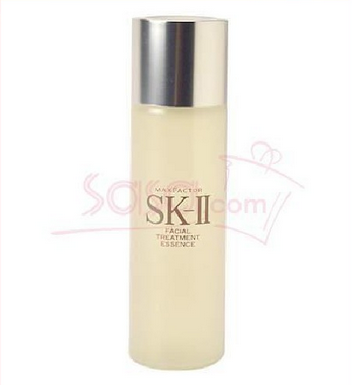 MAXFACTOR
SK-II
FACIAL
TREATMENT
ESSENCE
sasa.com